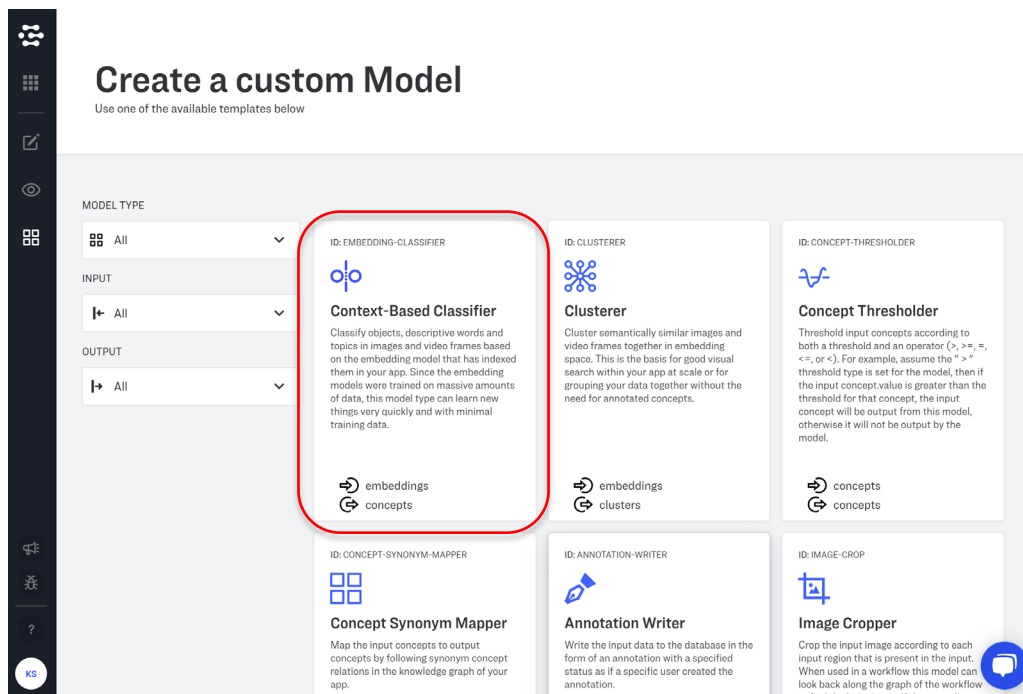 Create a custom Model
Use one of the available templates below
MODEL TYPE
All
INPUT
All
OUTPUT
All
ID: EMBEDDING-CLASSIFIER
Context-Based Classifier
Classify objects, descriptive words and
topics in images and video frames based
on the embedding model that has indexed
them in your app. Since the embedding
models were trained on massive amounts
of data, this model type can learn new
things very quickly and with minimal
training data.
embeddings
concepts
ID: CLUSTERER
Clusterer
Cluster semantically similar images and
video frames together in embedding
space. This is the basis for good visual
search within your app at scale or for
grouping your data together without the
need for annotated concepts.
embeddings
clusters
ID: CONCEPT-THRESHOLDER
Concept Thresholder
Threshold input concepts according to
both a threshold and an operator (>, >=, =,
<=, or <). For example, assume the " > "
threshold type is set for the model, then if
the input concept.value is greater than the
threshold for that concept, the input
concept will be output from this model,
otherwise it will not be output by the
model.
concepts
concepts
ID: CONCEPT-SYNONYM-MAPPER
Concept Synonym Mapper
Map the input concepts to output
concepts by following synonym concept
relations in the knowledge graph of your
app.
ID: ANNOTATION-WRITER
Annotation Writer
Write the input data to the database in the
form of an annotation with a specified
status as if a specific user created the
annotation.
ID: IMAGE-CROP
Image Cropper
Crop the input image according to each
input region that is present in the input.
When used in a workflow this model can
look back along the graph of the workflow
?
KS